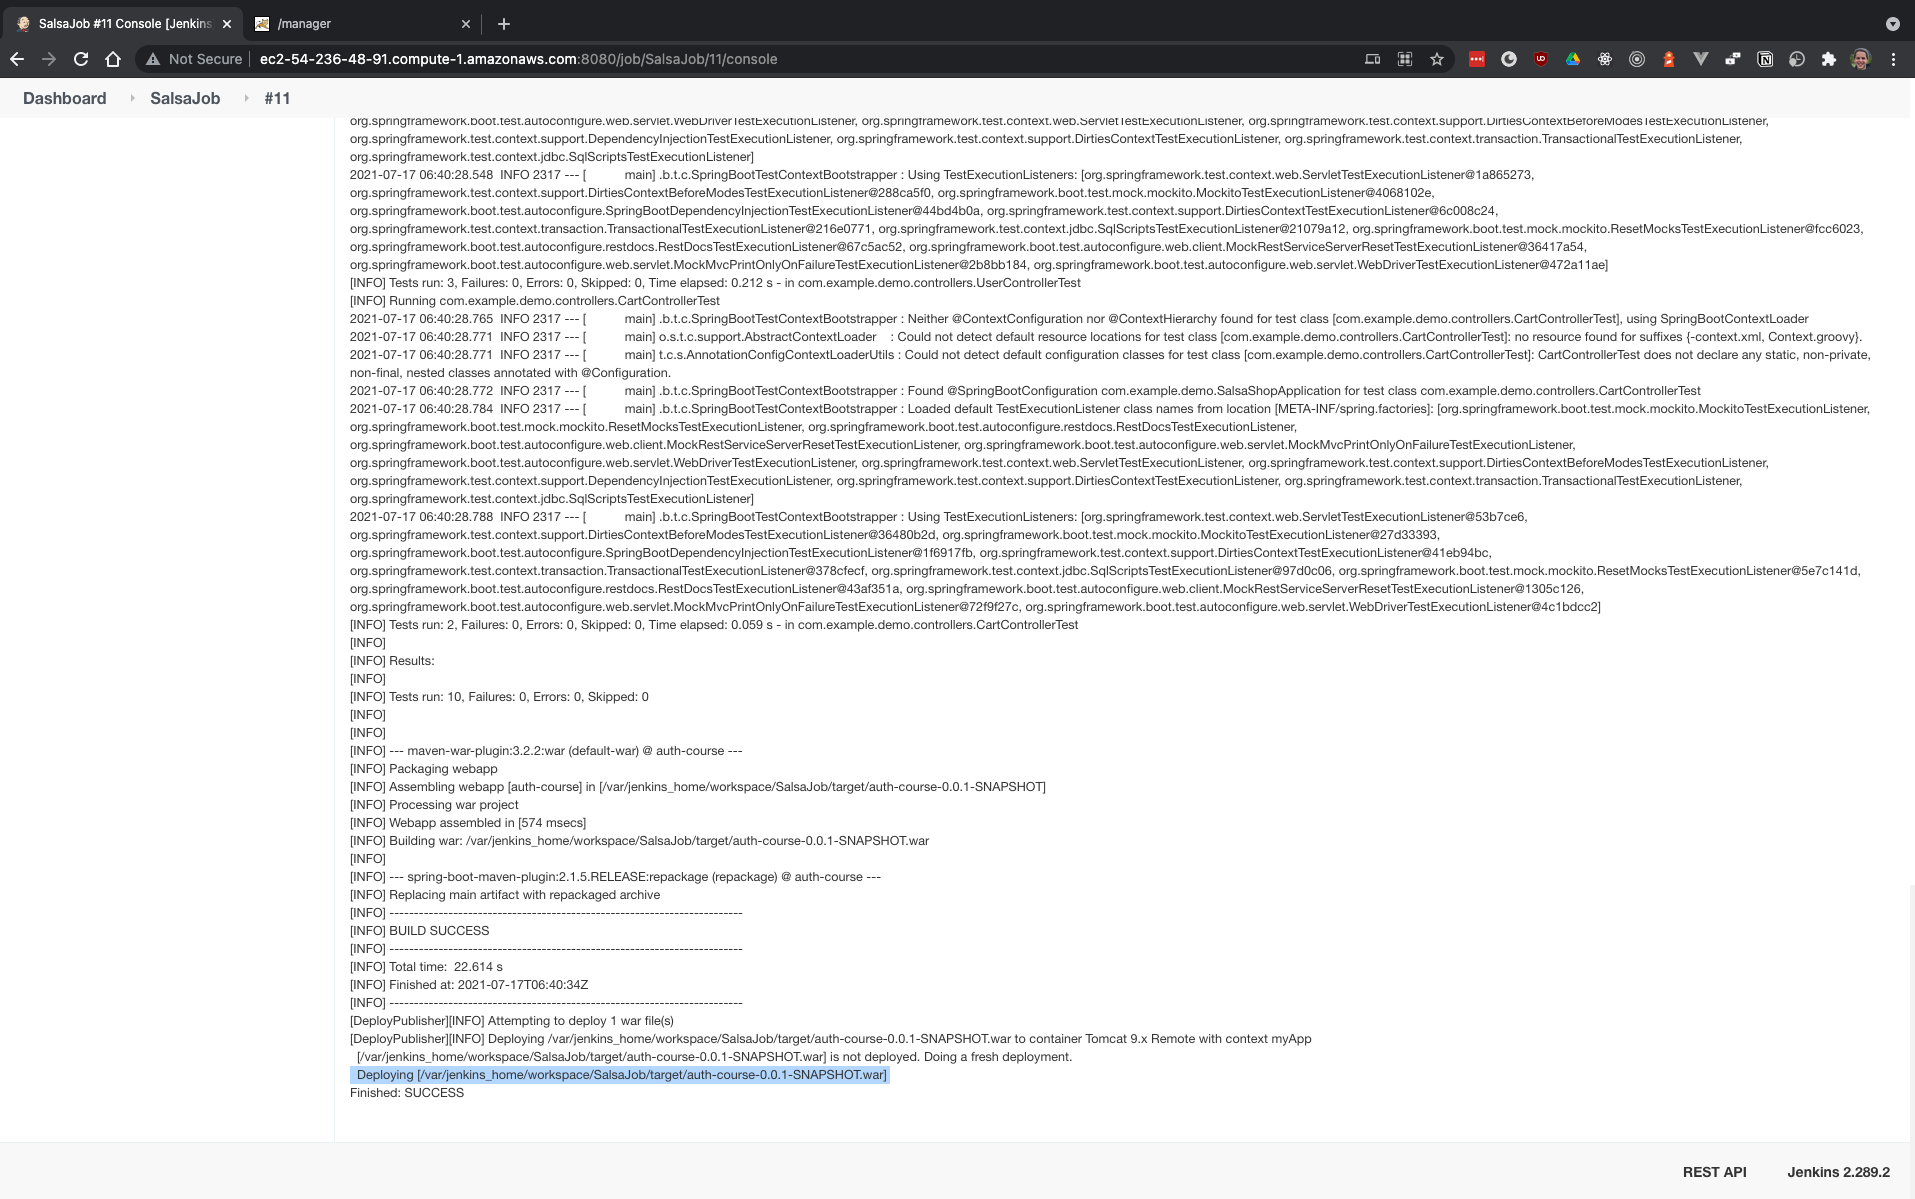 SalsaJob #11 Console [Jenkins
/manager
Not Secure ec2-54-236-48-91.compute-1.amazonaws.com:8080/job/SalsaJob/11/console
Dashboard SalsaJob #11
org.springframework.boot.test.autoconfigure.web.servlet.WebDriverTestExecutionListener, org.springframework.test.context.web.ServletTestExecutionListener, org.springframework.test.context.support.DirtiesContextBeforeModesTestExecutionListener,
org.springframework.test.context.support.DependencyInjectionTestExecutionListener, org.springframework.test.context.support.DirtiesContextTestExecutionListener, org.springframework.test.context.transaction.TransactionalTestExecutionListener,
org.springframework.test.context.jdbc.SqlScriptsTestExecutionListener]
2021-07-17 06:40:28.548  INFO 2317 --- [           main] .b.t.c.SpringBootTestContextBootstrapper : Using TestExecutionListeners: [org.springframework.test.context.web.ServletTestExecutionListener@1a865273,
org.springframework.test.context.support.DirtiesContextBeforeModesTestExecutionListener@288ca5f0, org.springframework.boot.test.mock.mockito.MockitoTestExecutionListener@4068102e,
org.springframework.boot.test.autoconfigure.SpringBootDependencyInjectionTestExecutionListener@44bd4b0a, org.springframework.test.context.support.DirtiesContextTestExecutionListener@6c008c24,
org.springframework.test.context.transaction.TransactionalTestExecutionListener@216e0771, org.springframework.test.context.jdbc.SqlScriptsTestExecutionListener@21079a12, org.springframework.boot.test.mock.mockito.ResetMocksTestExecutionListener@fcc6023,
org.springframework.boot.test.autoconfigure.restdocs.RestDocsTestExecutionListener@67c5ac52, org.springframework.boot.test.autoconfigure.web.client.MockRestServiceServerResetTestExecutionListener@36417a54,
org.springframework.boot.test.autoconfigure.web.servlet.MockMvcPrintOnlyOnFailureTestExecutionListener@2b8bb184, org.springframework.boot.test.autoconfigure.web.servlet.WebDriverTestExecutionListener@472a11ae]
[INFO] Tests run: 3, Failures: 0, Errors: 0, Skipped: 0, Time elapsed: 0.212 s - in com.example.demo.controllers.UserControllerTest
[INFO] Running com.example.demo.controllers.CartControllerTest
2021-07-17 06:40:28.765  INFO 2317 --- [           main] .b.t.c.SpringBootTestContextBootstrapper : Neither @ContextConfiguration nor @ContextHierarchy found for test class [com.example.demo.controllers.CartControllerTest], using SpringBootContextLoader
2021-07-17 06:40:28.771  INFO 2317 --- [           main] o.s.t.c.support.AbstractContextLoader    : Could not detect default resource locations for test class [com.example.demo.controllers.CartControllerTest]: no resource found for suffixes {-context.xml, Context.groovy}.
2021-07-17 06:40:28.771  INFO 2317 --- [           main] t.c.s.AnnotationConfigContextLoaderUtils : Could not detect default configuration classes for test class [com.example.demo.controllers.CartControllerTest]: CartControllerTest does not declare any static, non-private,
non-final, nested classes annotated with @Configuration.
2021-07-17 06:40:28.772  INFO 2317 --- [           main] .b.t.c.SpringBootTestContextBootstrapper : Found @SpringBootConfiguration com.example.demo.SalsaShopApplication for test class com.example.demo.controllers.CartControllerTest
2021-07-17 06:40:28.784  INFO 2317 --- [           main] .b.t.c.SpringBootTestContextBootstrapper : Loaded default TestExecutionListener class names from location [META-INF/spring.factories]: [org.springframework.boot.test.mock.mockito.MockitoTestExecutionListener,
org.springframework.boot.test.mock.mockito.ResetMocksTestExecutionListener, org.springframework.boot.test.autoconfigure.restdocs.RestDocsTestExecutionListener,
org.springframework.boot.test.autoconfigure.web.client.MockRestServiceServerResetTestExecutionListener, org.springframework.boot.test.autoconfigure.web.servlet.MockMvcPrintOnlyOnFailureTestExecutionListener,
org.springframework.boot.test.autoconfigure.web.servlet.WebDriverTestExecutionListener, org.springframework.test.context.web.ServletTestExecutionListener, org.springframework.test.context.support.DirtiesContextBeforeModesTestExecutionListener,
org.springframework.test.context.support.DependencyInjectionTestExecutionListener, org.springframework.test.context.support.DirtiesContextTestExecutionListener, org.springframework.test.context.transaction.TransactionalTestExecutionListener,
org.springframework.test.context.jdbc.SqlScriptsTestExecutionListener]
2021-07-17 06:40:28.788  INFO 2317 --- [           main] .b.t.c.SpringBootTestContextBootstrapper : Using TestExecutionListeners: [org.springframework.test.context.web.ServletTestExecutionListener@53b7ce6,
org.springframework.test.context.support.DirtiesContextBeforeModesTestExecutionListener@36480b2d, org.springframework.boot.test.mock.mockito.MockitoTestExecutionListener@27d33393,
org.springframework.boot.test.autoconfigure.SpringBootDependencyInjectionTestExecutionListener@1f6917fb, org.springframework.test.context.support.DirtiesContextTestExecutionListener@41eb94bc,
org.springframework.test.context.transaction.TransactionalTestExecutionListener@378cfecf, org.springframework.test.context.jdbc.SqlScriptsTestExecutionListener@97d0c06, org.springframework.boot.test.mock.mockito.ResetMocksTestExecutionListener@5e7c141d,
org.springframework.boot.test.autoconfigure.restdocs.RestDocsTestExecutionListener@43af351a, org.springframework.boot.test.autoconfigure.web.client.MockRestServiceServerResetTestExecutionListener@1305c126,
org.springframework.boot.test.autoconfigure.web.servlet.MockMvcPrintOnlyOnFailureTestExecutionListener@72f9f27c, org.springframework.boot.test.autoconfigure.web.servlet.WebDriverTestExecutionListener@4c1bdcc2]
[INFO] Tests run: 2, Failures: 0, Errors: 0, Skipped: 0, Time elapsed: 0.059 s - in com.example.demo.controllers.CartControllerTest
[INFO]
[INFO] Results:
[INFO]
[INFO] Tests run: 10, Failures: 0, Errors: 0, Skipped: 0
[INFO]
[INFO]
[INFO] --- maven-war-plugin:3.2.2:war (default-war) @ auth-course ---
[INFO] Packaging webapp
[INFO] Assembling webapp [auth-course] in [/var/jenkins_home/workspace/SalsaJob/target/auth-course-0.0.1-SNAPSHOT]
[INFO] Processing war project
[INFO] Webapp assembled in [574 msecs]
[INFO] Building war: /var/jenkins_home/workspace/SalsaJob/target/auth-course-0.0.1-SNAPSHOT.war
[INFO]
[INFO] --- spring-boot-maven-plugin:2.1.5.RELEASE:repackage (repackage) @ auth-course ---
[INFO] Replacing main artifact with repackaged archive
[INFO] ------------------------------------------------------------------------
[INFO] BUILD SUCCESS
[INFO] ------------------------------------------------------------------------
[INFO] Total time:  22.614 s
[INFO] Finished at: 2021-07-17T06:40:34Z
[INFO] ------------------------------------------------------------------------
[DeployPublisher][INFO] Attempting to deploy 1 war file(s)
[DeployPublisher][INFO] Deploying /var/jenkins_home/workspace/SalsaJob/target/auth-course-0.0.1-SNAPSHOT.war to container Tomcat 9.x Remote with context myApp
[/var/jenkins_home/workspace/SalsaJob/target/auth-course-0.0.1-SNAPSHOT.war] is not deployed. Doing a fresh deployment.
Deploying [/var/jenkins_home/workspace/SalsaJob/target/auth-course-0.0.1-SNAPSHOT.war]
Finished: SUCCESS
REST API Jenkins 2.289.2